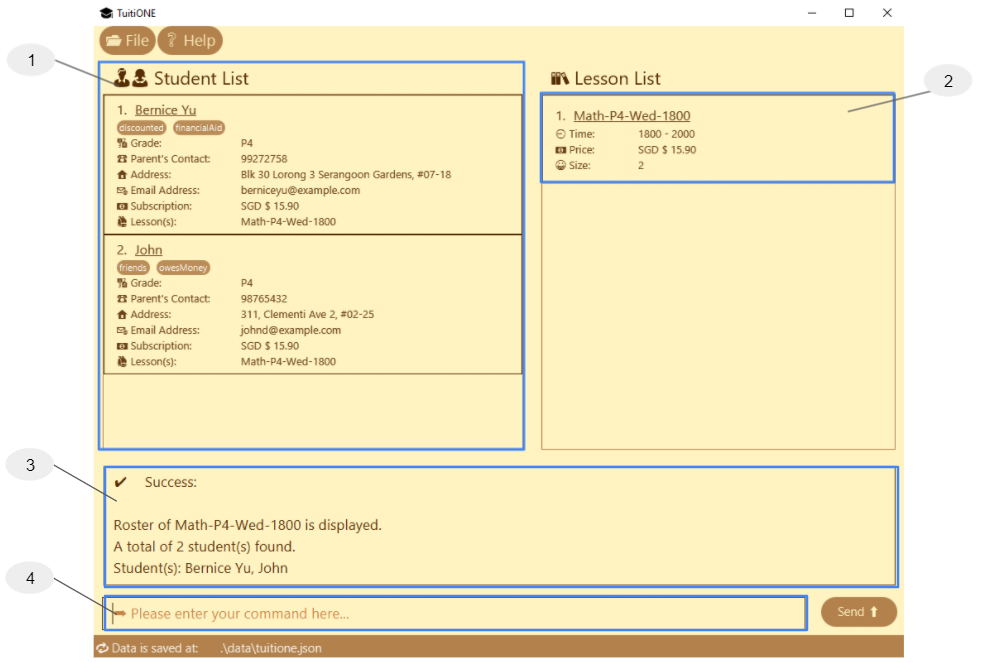 TuitiONE
File Help
1
Student List
1. Bernice Yu
discounted financialAid
Grade: P4
Parent's Contact: 99272758
Address: Blk 30 Lorong 3 Serangoon Gardens, #07-18
Email Address: berniceyu@example.com
Subscription: SGD $ 15.90
Lesson(s): Math-P4-Wed-1800
2. John
friends owesMoney
Grade: P4
Parent's Contact: 98765432
Address: 311, Clementi Ave 2, #02-25
Email Address: johnd@example.com
Subscription: SGD $ 15.90
Lesson(s): Math-P4-Wed-1800
Lesson List
2
1. Math-P4-Wed-1800
Time: 1800 - 2000
Price: SGD $ 15.90
Size: 2
3
Success:
Roster of Math-P4-Wed-1800 is displayed.
A total of 2 student(s) found.
Student(s): Bernice Yu, John
4
Please enter your command here...
Send
Data is saved at: .\data\tuitione.json